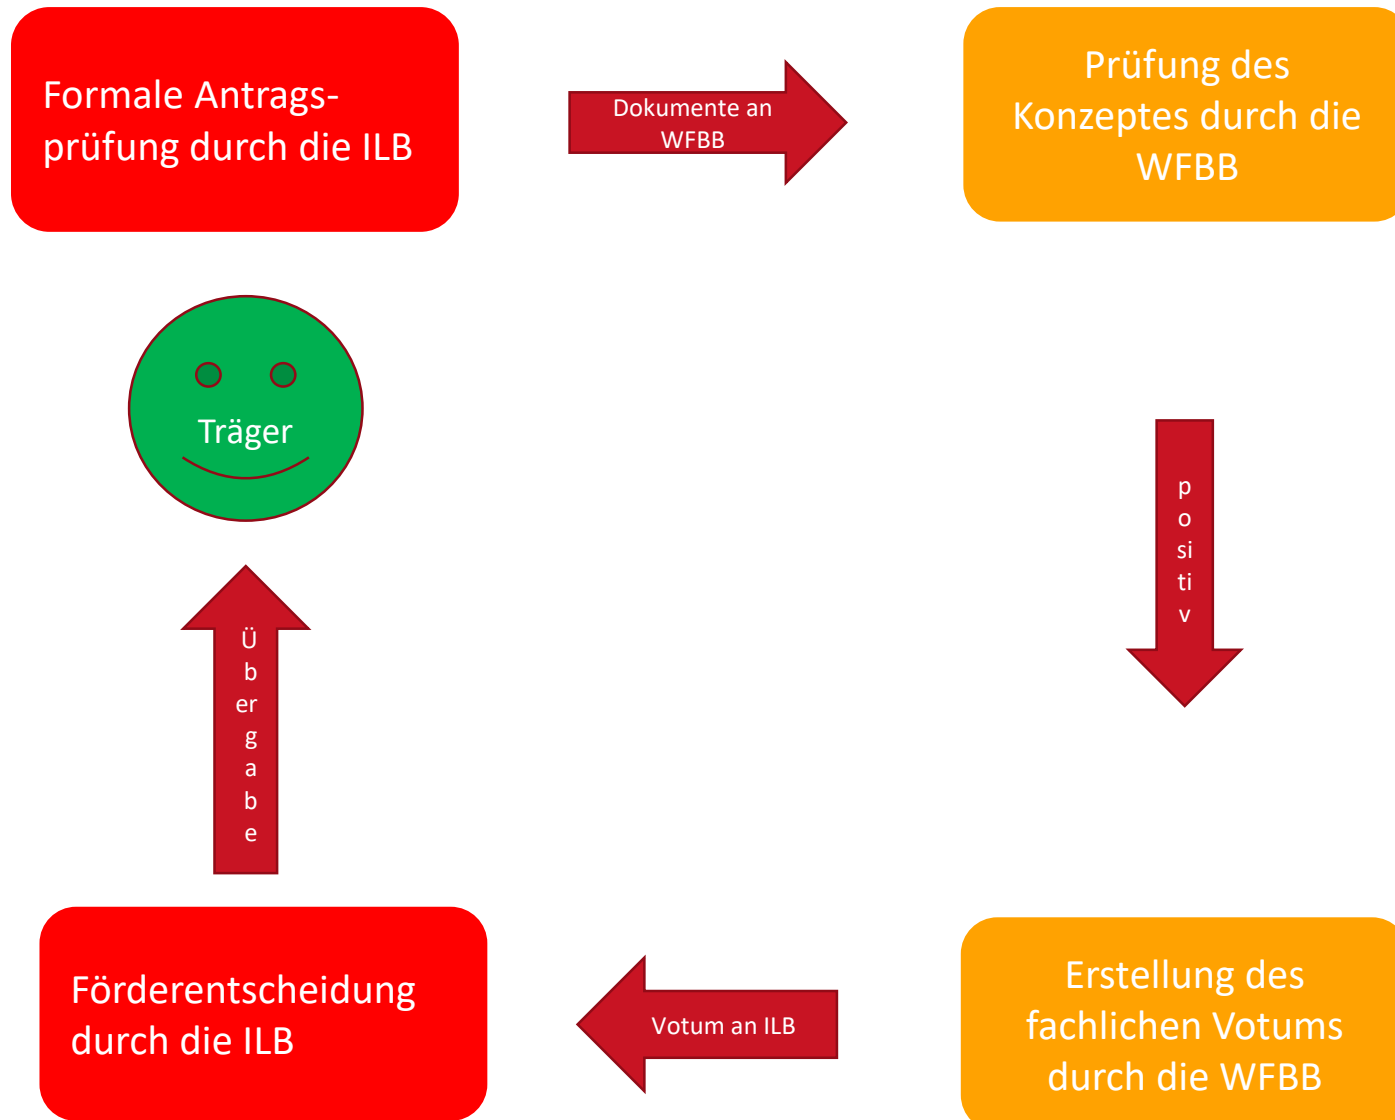 Formale Antrags-
prüfung durch die ILB
Dokumente an
WFBB
Prüfung des
Konzeptes durch die
WFBB
Träger
p
o
si
ti
v
Ü
b
er
g
a
b
e
Förderentscheidung
durch die ILB
Votum an ILB
Erstellung des
fachlichen Votums
durch die WFBB